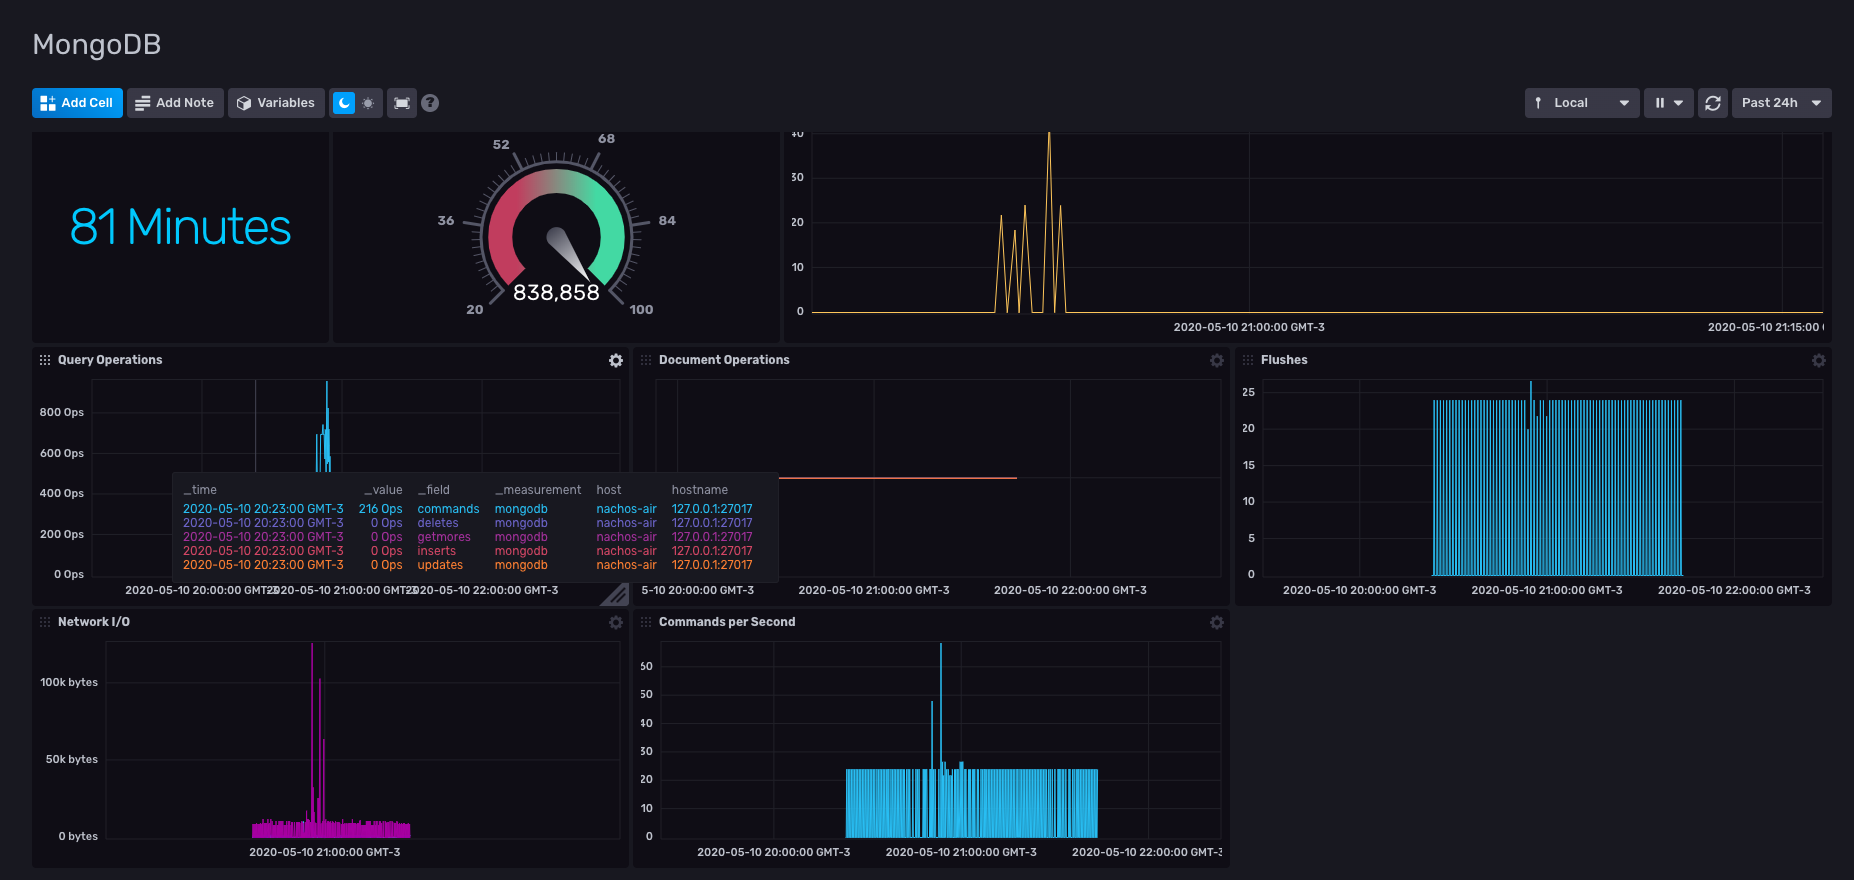 MongoDB
Add Cell
Add Note
Variables
?
Local
Past 24h
81 Minutes
20
36
52
68
84
100
838,858
40
30
20
10
0
2020-05-10 21:00:00 GMT-3
2020-05-10 21:15:00
Query Operations
800 Ops
600 Ops
400 Ops
200 Ops
0 Ops
2020-05-10 20:00:00 GMT-3
2020-05-10 21:00:00 GMT-3
2020-05-10 22:00:00 GMT-3
_time _value _field _measurement host hostname
2020-05-10 20:23:00 GMT-3 216 Ops commands mongodb nachos-air 127.0.0.1:27017
2020-05-10 20:23:00 GMT-3 0 Ops deletes mongodb nachos-air 127.0.0.1:27017
2020-05-10 20:23:00 GMT-3 0 Ops getmores mongodb nachos-air 127.0.0.1:27017
2020-05-10 20:23:00 GMT-3 0 Ops inserts mongodb nachos-air 127.0.0.1:27017
2020-05-10 20:23:00 GMT-3 0 Ops updates mongodb nachos-air 127.0.0.1:27017
Document Operations
5-10 20:00:00 GMT-3
2020-05-10 21:00:00 GMT-3
2020-05-10 22:00:00 GMT-3
Flushes
25
20
15
10
5
0
2020-05-10 20:00:00 GMT-3
2020-05-10 21:00:00 GMT-3
2020-05-10 22:00:00 GMT-3
Network I/O
100k bytes
50k bytes
0 bytes
2020-05-10 21:00:00 GMT-3
Commands per Second
60
50
40
30
20
10
0
2020-05-10 20:00:00 GMT-3
2020-05-10 21:00:00 GMT-3
2020-05-10 22:00:00 GMT-3